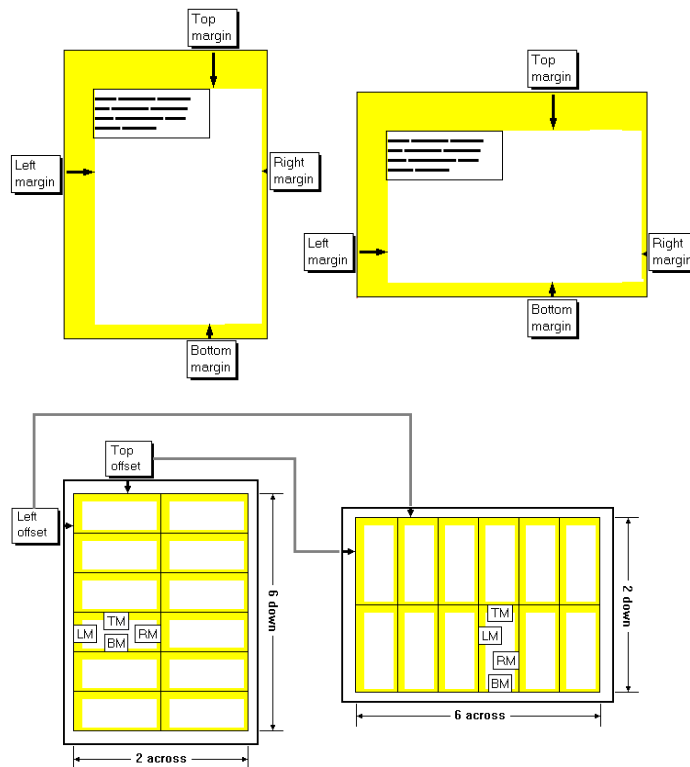 Top
margin
Left
margin
Right
margin
Bottom
margin
Top
margin
Left
margin
Right
margin
Bottom
margin
Top
offset
Left
offset
TM
LM
RM
BM
6 down
2 across
TM
LM
RM
BM
2 down
6 across